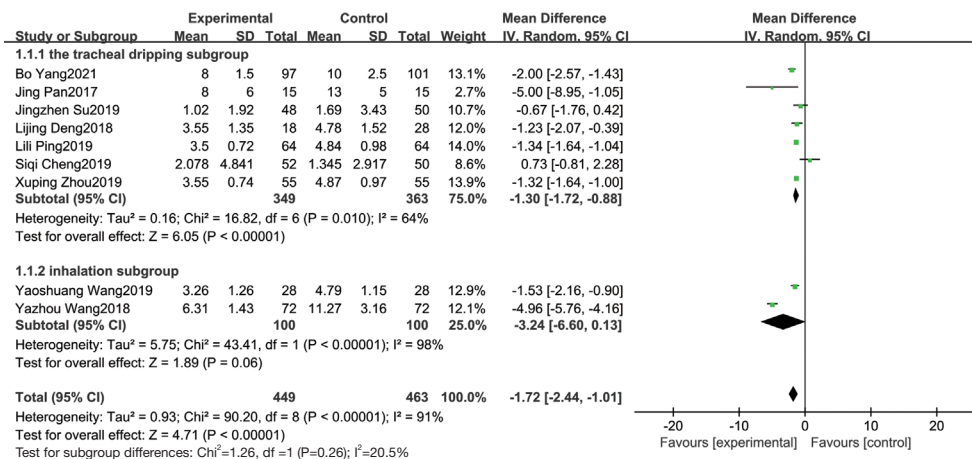 Experimental Control Mean Difference Mean Difference
Study or Subgroup Mean SD Total Mean SD Total Weight IV. Random. 95% CI IV. Random. 95% CI
1.1.1 the tracheal dripping subgroup
Bo Yang2021 8 1.5 97 10 2.5 101 13.1% -2.00 [-2.57, -1.43]
Jing Pan2017 8 6 15 13 5 15 2.7% -5.00 [-8.95, -1.05]
Jingzhen Su2019 1.02 1.92 48 1.69 3.43 50 10.7% -0.67 [-1.76, 0.42]
Lijing Deng2018 3.55 1.35 18 4.78 1.52 28 12.0% -1.23 [-2.07, -0.39]
Lili Ping2019 3.5 0.72 64 4.84 0.98 64 14.0% -1.34 [-1.64, -1.04]
Siqi Cheng2019 2.078 4.841 52 1.345 2.917 50 8.6% 0.73 [-0.81, 2.28]
Xuping Zhou2019 3.55 0.74 55 4.87 0.97 55 13.9% -1.32 [-1.64, -1.00]
Subtotal (95% CI) 349 363 75.0% -1.30 [-1.72, -0.88]
Heterogeneity: Tau² = 0.16; Chi² = 16.82, df = 6 (P = 0.010); I² = 64%
Test for overall effect: Z = 6.05 (P < 0.00001)
1.1.2 inhalation subgroup
Yaoshuang Wang2019 3.26 1.26 28 4.79 1.15 28 12.9% -1.53 [-2.16, -0.90]
Yazhou Wang2018 6.31 1.43 72 11.27 3.16 72 12.1% -4.96 [-5.76, -4.16]
Subtotal (95% CI) 100 100 25.0% -3.24 [-6.60, 0.13]
Heterogeneity: Tau² = 5.75; Chi² = 43.41, df = 1 (P < 0.00001); I² = 98%
Test for overall effect: Z = 1.89 (P = 0.06)
Total (95% CI) 449 463 100.0% -1.72 [-2.44, -1.01]
Heterogeneity: Tau² = 0.93; Chi² = 90.20, df = 8 (P < 0.00001); I² = 91%
Test for overall effect: Z = 4.71 (P < 0.00001)
Test for subgroup differences: Chi²=1.26, df =1 (P=0.26); I²=20.5%
-20 -10 0 10 20
Favours [experimental] Favours [control]